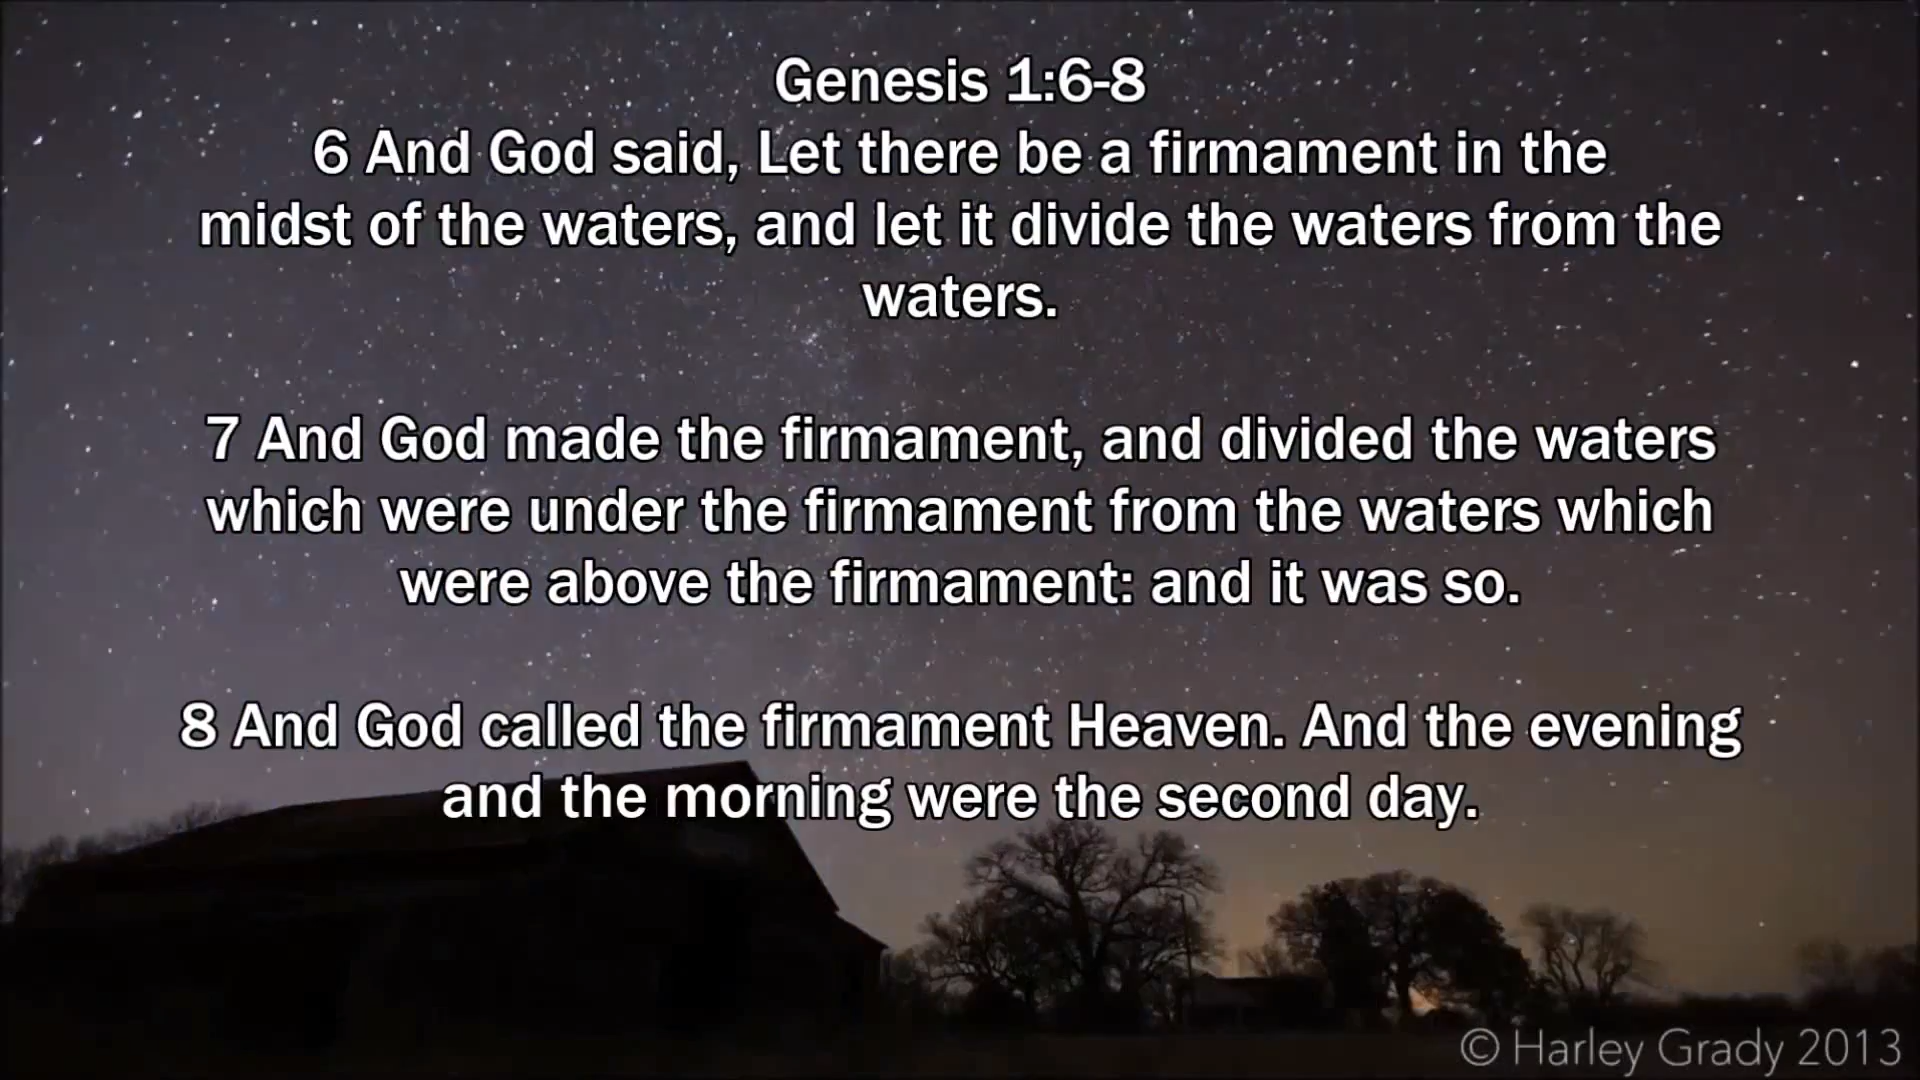 Genesis 1:6-8
6 And God said, Let there be a firmament in the
midst of the waters, and let it divide the waters from the
waters.
7 And God made the firmament, and divided the waters
which were under the firmament from the waters which
were above the firmament: and it was so.
8 And God called the firmament Heaven. And the evening
and the morning were the second day.
© Harley Grady 2013